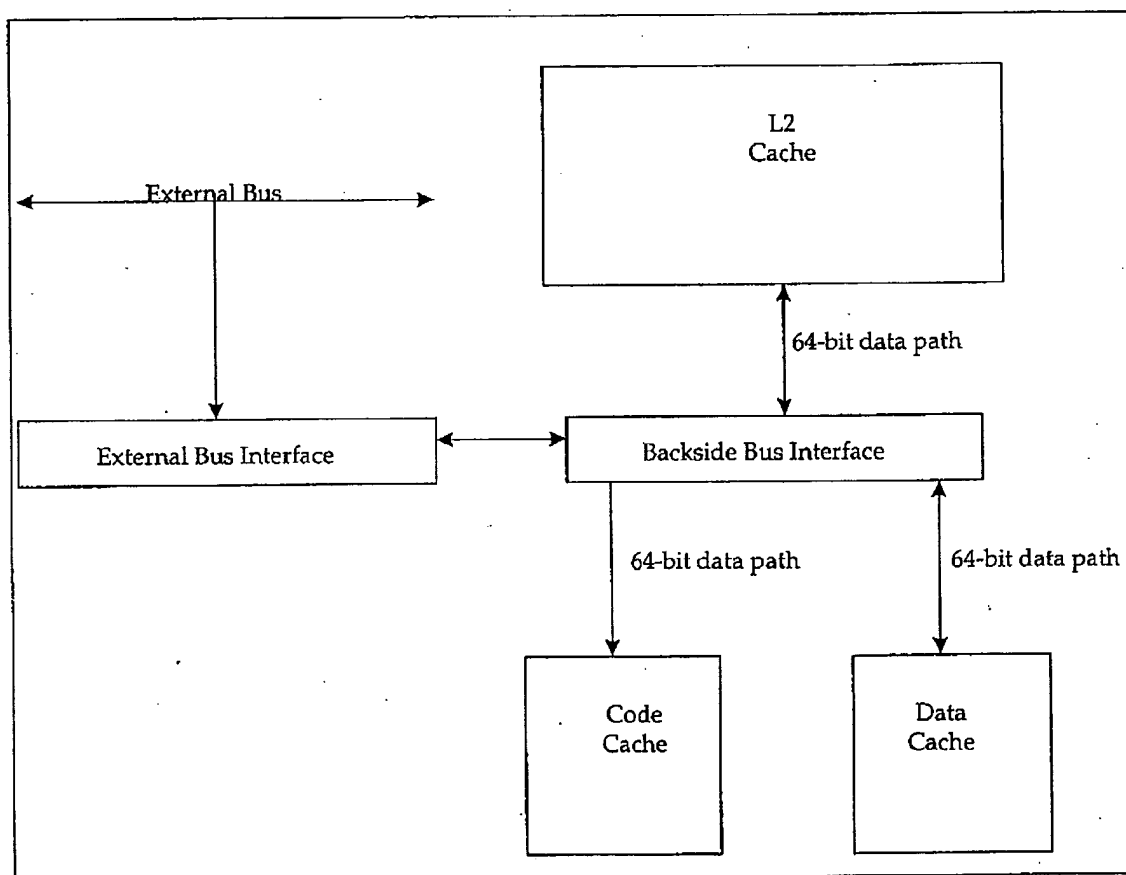 L2
Cache
External Bus
64-bit data path
External Bus Interface
Backside Bus Interface
64-bit data path
64-bit data path
Code
Cache
Data
Cache